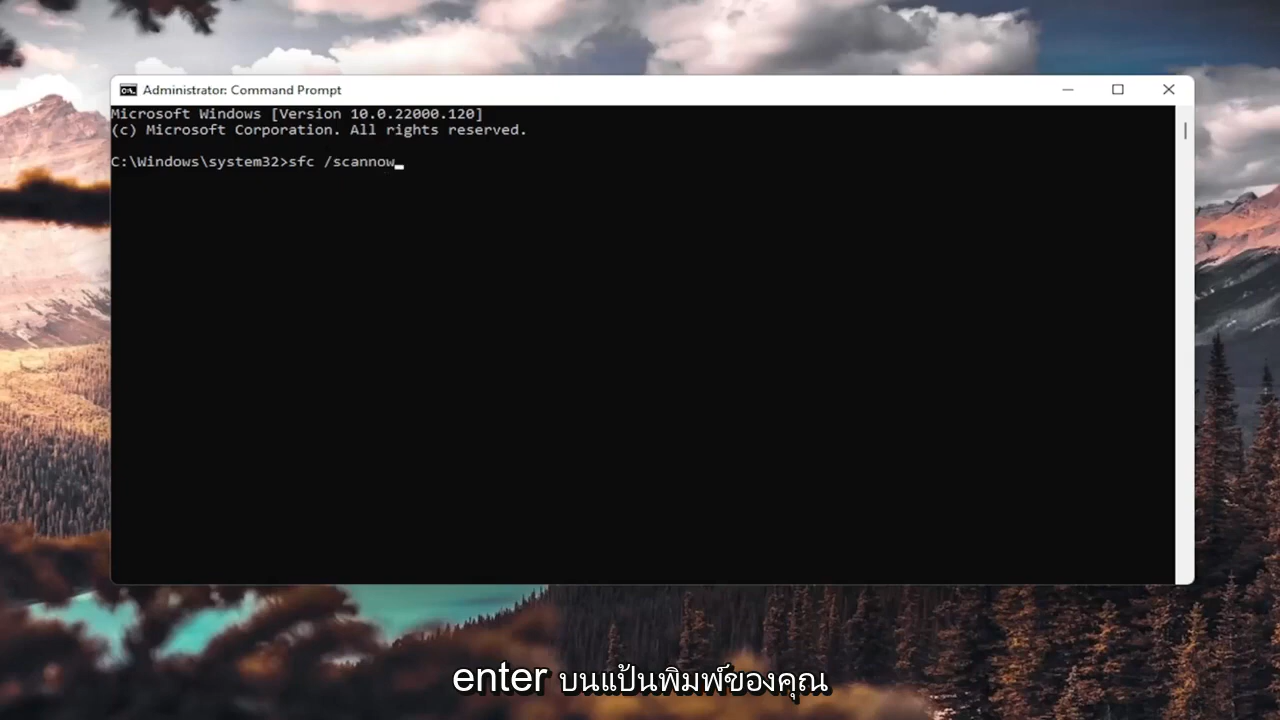 Administrator: Command Prompt
Microsoft Windows [Version 10.0.22000.120]
(c) Microsoft Corporation. All rights reserved.
C:\Windows\system32>sfc /scannow
enter บนแป้นพิมพ์ของคุณ